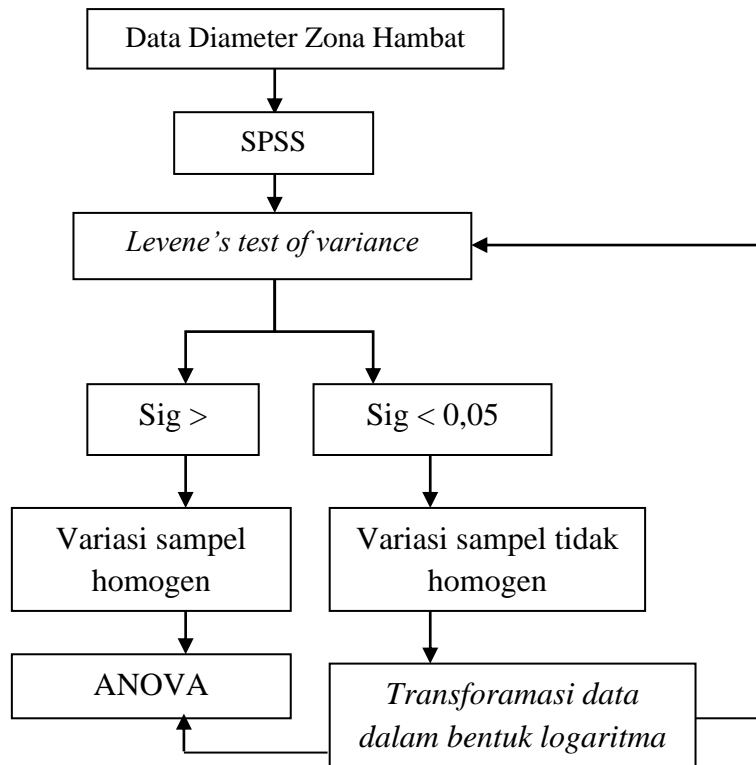 Data Diameter Zona Hambat
SPSS
Levene’s test of variance
Sig >
Sig < 0,05
Variasi sampel
homogen
Variasi sampel tidak
homogen
ANOVA
Transforamasi data
dalam bentuk logaritma